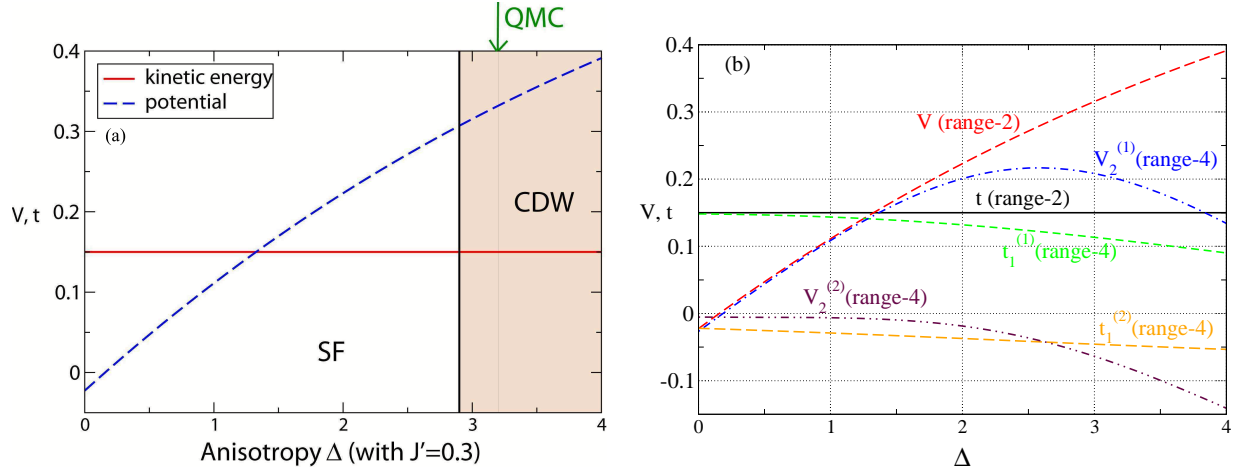 QMC
0.4
kinetic energy
potential
(a)
0.3
CDW
0.2
V, t
0.1
SF
0
0 1 2 3 4
Anisotropy Δ (with J'=0.3)
0.4
(b)
0.3
V (range-2)
V₂⁽¹⁾(range-4)
0.2
t (range-2)
V, t
0.1
t₁⁽¹⁾(range-4)
V₂⁽²⁾(range-4)
0
t₁⁽²⁾(range-4)
-0.1
0 1 2 3 4
Δ